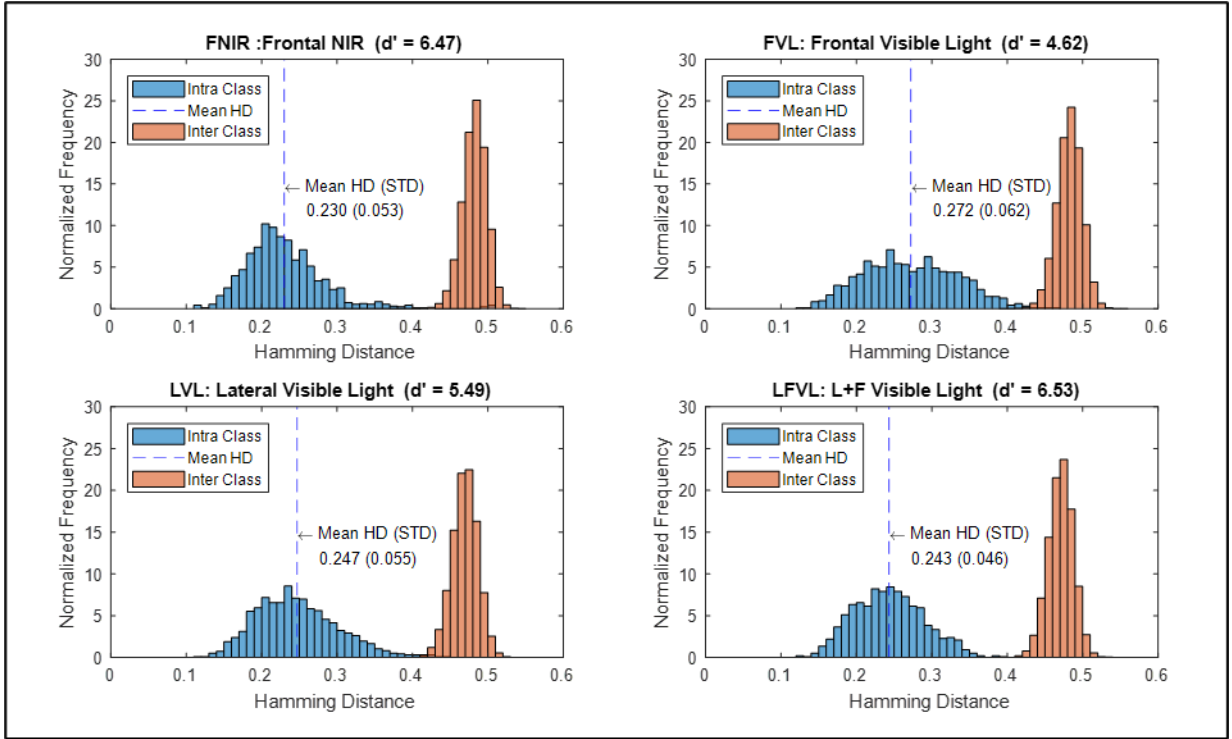 FNIR :Frontal NIR (d' = 6.47)
30
25
20
15
10
5
0
Normalized Frequency
Intra Class
Mean HD
Inter Class
← Mean HD (STD)
0.230 (0.053)
0 0.1 0.2 0.3 0.4 0.5 0.6
Hamming Distance
FVL: Frontal Visible Light (d' = 4.62)
30
25
20
15
10
5
0
Normalized Frequency
Intra Class
Mean HD
Inter Class
← Mean HD (STD)
0.272 (0.062)
0 0.1 0.2 0.3 0.4 0.5 0.6
Hamming Distance
LVL: Lateral Visible Light (d' = 5.49)
30
25
20
15
10
5
0
Normalized Frequency
Intra Class
Mean HD
Inter Class
← Mean HD (STD)
0.247 (0.055)
0 0.1 0.2 0.3 0.4 0.5 0.6
Hamming Distance
LFVL: L+F Visible Light (d' = 6.53)
30
25
20
15
10
5
0
Normalized Frequency
Intra Class
Mean HD
Inter Class
← Mean HD (STD)
0.243 (0.046)
0 0.1 0.2 0.3 0.4 0.5 0.6
Hamming Distance